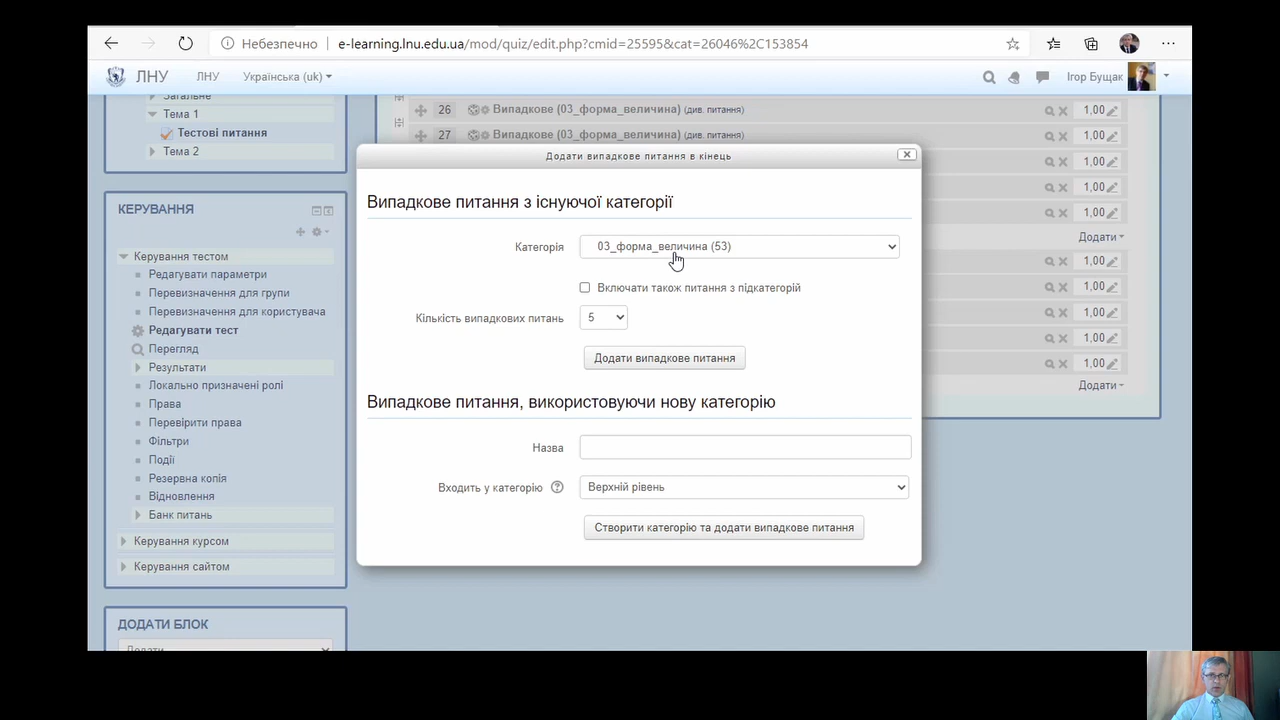 Небезпечно
e-learning.lnu.edu.ua/mod/quiz/edit.php?cmid=25595&cat=26046%2C153854
ЛНУ
ЛНУ
Українська (uk)
Ігор Бущак
Загальне
Тема 1
Тестові питання
Тема 2
КЕРУВАННЯ
Керування тестом
Редагувати параметри
Перевизначення для групи
Перевизначення для користувача
Редагувати тест
Перегляд
Результати
Локально призначені ролі
Права
Перевірити права
Фільтри
Події
Резервна копія
Відновлення
Банк питань
Керування курсом
Керування сайтом
ДОДАТИ БЛОК
Додати...
26 Випадкове (03_форма_величина) (див. питання) 1,00
27 Випадкове (03_форма_величина) (див. питання) 1,00
1,00
1,00
1,00
Додати
1,00
1,00
1,00
1,00
1,00
Додати
Додати випадкове питання в кінець
Випадкове питання з існуючої категорії
Категорія 03_форма_величина (53)
Включати також питання з підкатегорій
Кількість випадкових питань 5
Додати випадкове питання
Випадкове питання, використовуючи нову категорію
Назва
Входить у категорію Верхній рівень
Створити категорію та додати випадкове питання